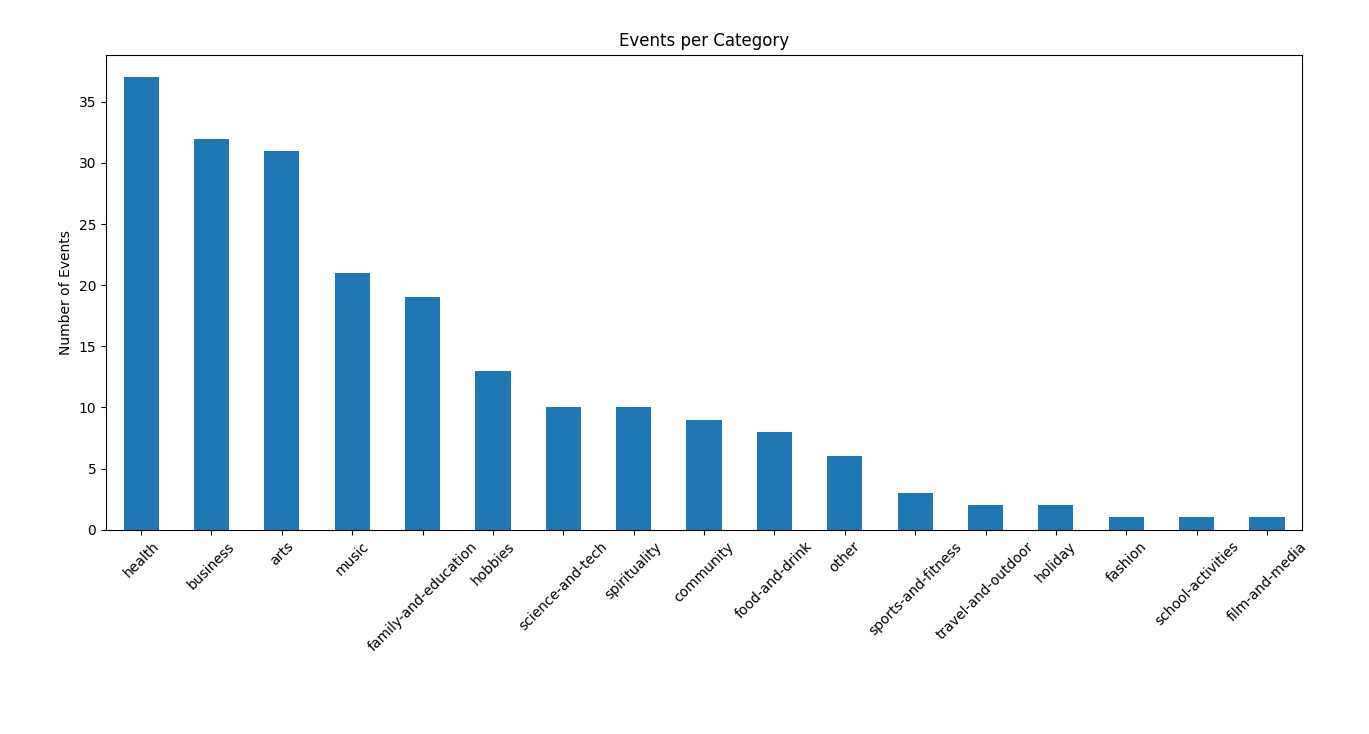 Events per Category
Number of Events
35
30
25
20
15
10
5
0
health
business
arts
music
family-and-education
hobbies
science-and-tech
spirituality
community
food-and-drink
other
sports-and-fitness
travel-and-outdoor
holiday
fashion
school-activities
film-and-media